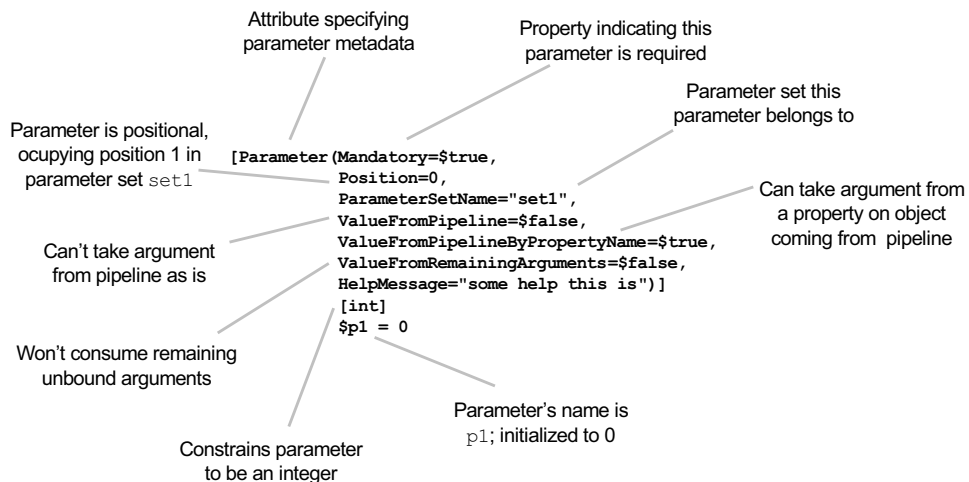 Attribute specifying
parameter metadata
Property indicating this
parameter is required
Parameter set this
parameter belongs to
Parameter is positional,
ocupying position 1 in
parameter set set1
[Parameter(Mandatory=$true,
Position=0,
ParameterSetName="set1",
ValueFromPipeline=$false,
ValueFromPipelineByPropertyName=$true,
ValueFromRemainingArguments=$false,
HelpMessage="some help this is")]
[int]
$p1 = 0
Can take argument from
a property on object
coming from pipeline
Can't take argument
from pipeline as is
Won't consume remaining
unbound arguments
Parameter's name is
p1; initialized to 0
Constrains parameter
to be an integer